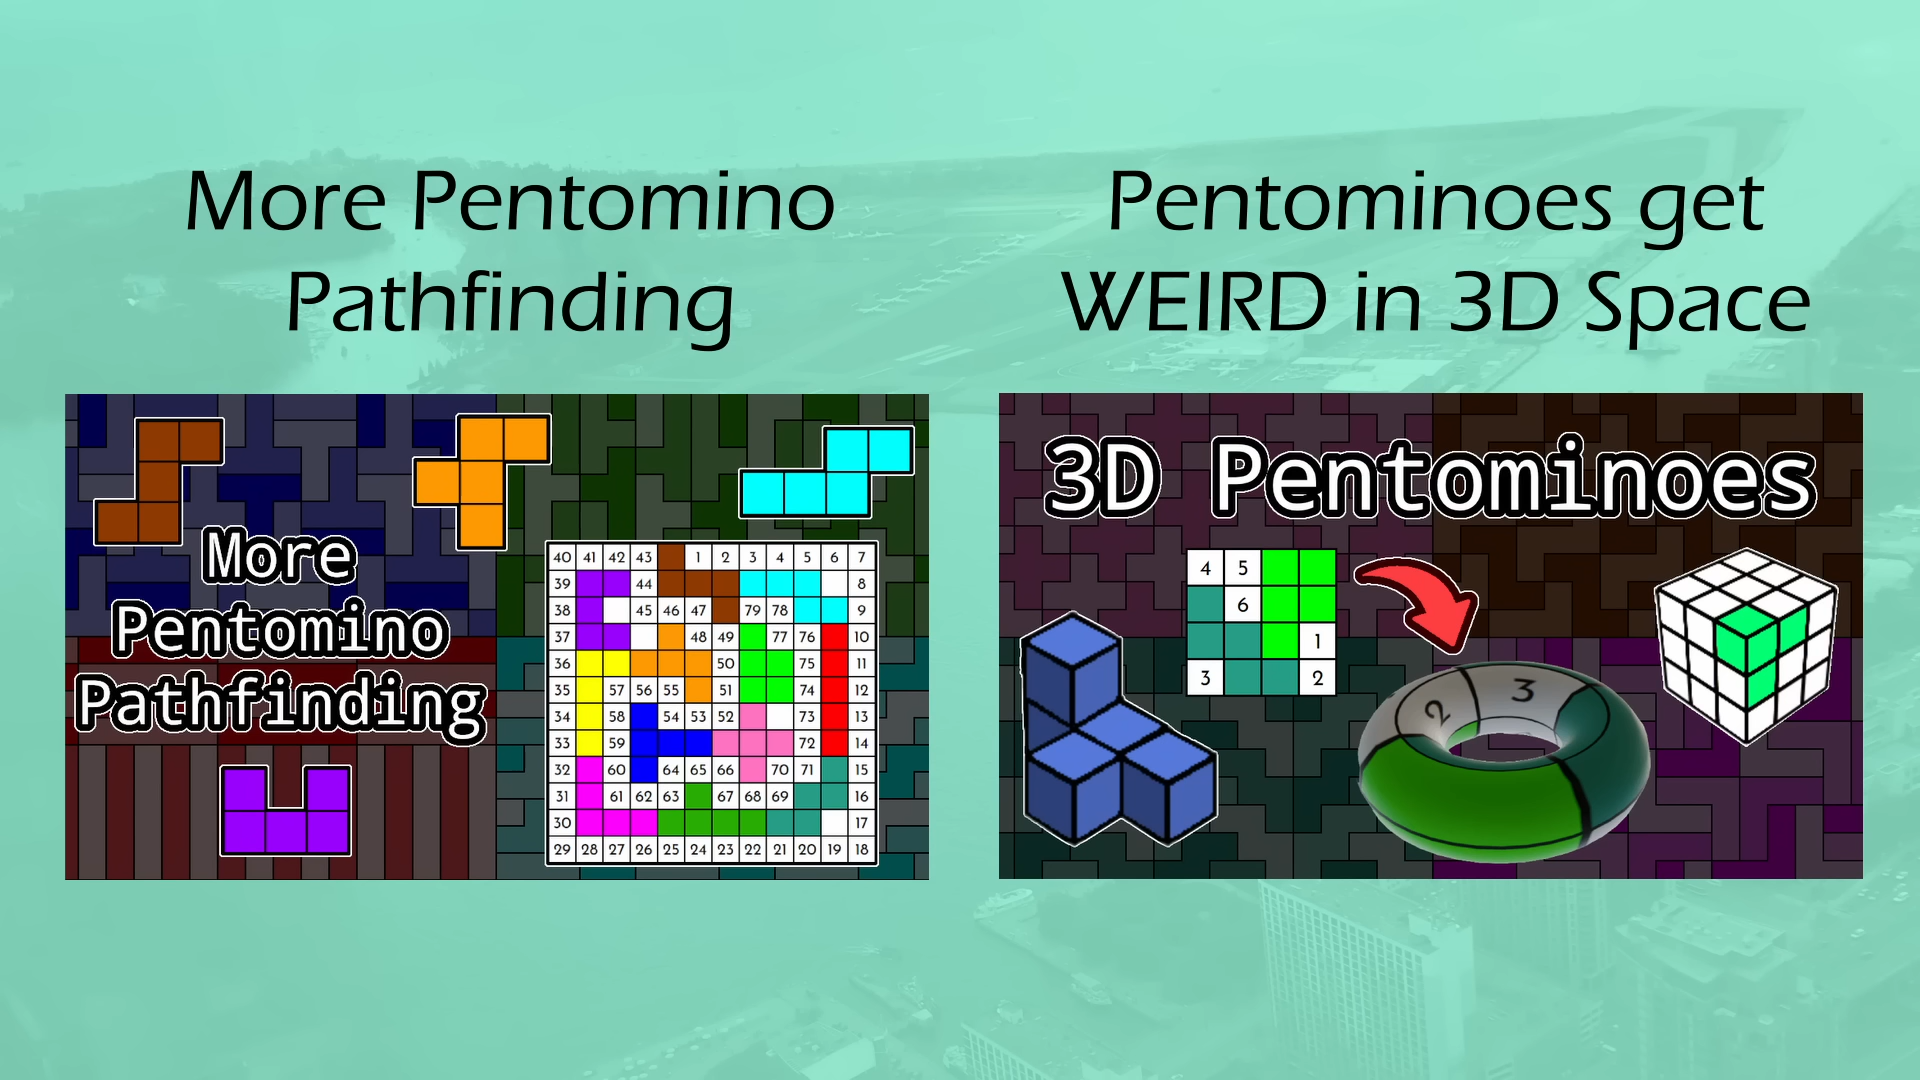 More Pentomino
Pathfinding
Pentominoes get
WEIRD in 3D Space
More
Pentomino
Pathfinding
40 41 42 43 1 2 3 4 5 6 7
39 44 8
38 45 46 47 79 78 9
37 48 49 77 76 10
36 50 75 11
35 57 56 55 51 74 12
34 58 54 53 52 73 13
33 59 72 14
32 60 64 65 66 70 71 15
31 61 62 63 67 68 69 16
30 17
29 28 27 26 25 24 23 22 21 20 19 18
3D Pentominoes
4 5
6
1
3 2
2 3